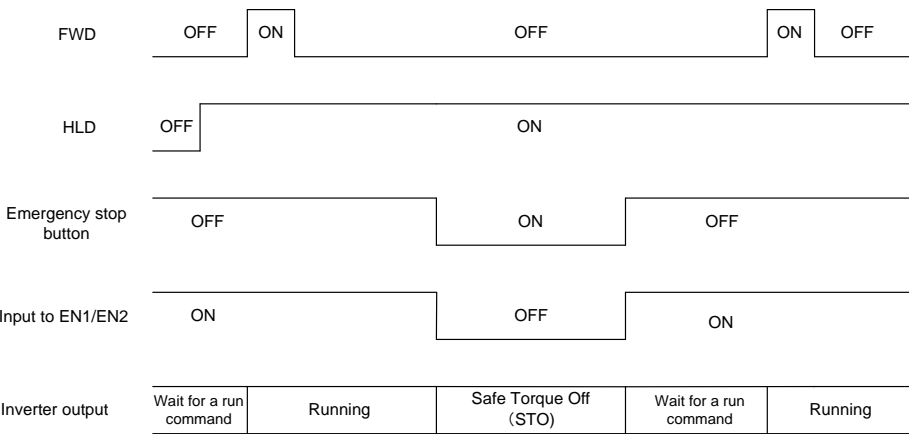 FWD OFF ON OFF ON OFF
HLD OFF ON
Emergency stop
button
OFF ON OFF
Input to EN1/EN2 ON OFF ON
Inverter output
Wait for a run
command
Running
Safe Torque Off
（STO)
Wait for a run
command
Running